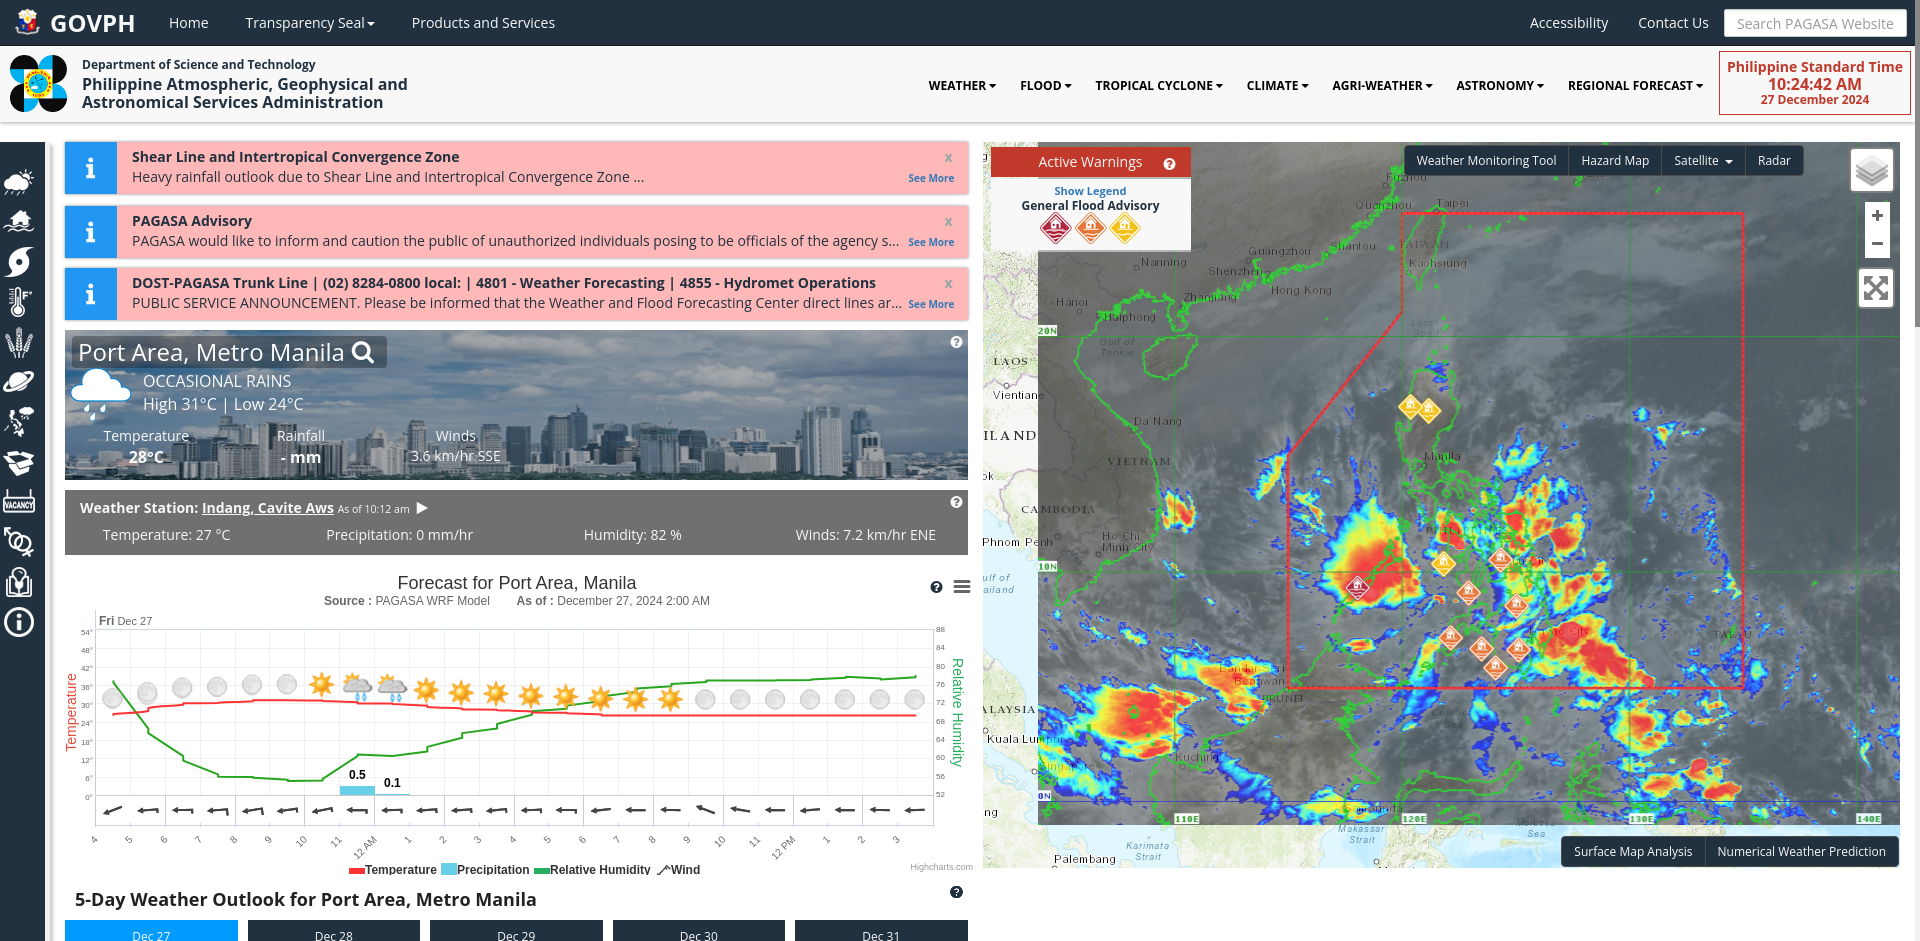 GOVPH
Home
Transparency Seal
Products and Services
Accessibility
Contact Us
Search PAGASA Website
Department of Science and Technology
Philippine Atmospheric, Geophysical and
Astronomical Services Administration
WEATHER
FLOOD
TROPICAL CYCLONE
CLIMATE
AGRI-WEATHER
ASTRONOMY
REGIONAL FORECAST
Philippine Standard Time
10:24:42 AM
27 December 2024
VACANCY
Shear Line and Intertropical Convergence Zone
x
Heavy rainfall outlook due to Shear Line and Intertropical Convergence Zone ...
See More
PAGASA Advisory
x
PAGASA would like to inform and caution the public of unauthorized individuals posing to be officials of the agency s...
See More
DOST-PAGASA Trunk Line | (02) 8284-0800 local: | 4801 - Weather Forecasting | 4855 - Hydromet Operations
x
PUBLIC SERVICE ANNOUNCEMENT. Please be informed that the Weather and Flood Forecasting Center direct lines ar...
See More
Port Area, Metro Manila
OCCASIONAL RAINS
High 31°C | Low 24°C
Temperature
28°C
Rainfall
- mm
Winds
3.6 km/hr SSE
Weather Station: Indang, Cavite Aws As of 10:12 am
Temperature: 27 °C
Precipitation: 0 mm/hr
Humidity: 82 %
Winds: 7.2 km/hr ENE
Forecast for Port Area, Manila
Source : PAGASA WRF Model As of : December 27, 2024 2:00 AM
Fri Dec 27
Temperature
54°
48°
42°
36°
30°
24°
18°
12°
6°
0°
88
84
80
76
72
68
64
60
56
52
Relative Humidity
0.5
0.1
4 5 6 7 8 9 10 11 12 AM 1 2 3 4 5 6 7 8 9 10 11 12 PM 1 2 3
Temperature Precipitation Relative Humidity Wind
Highcharts.com
5-Day Weather Outlook for Port Area, Metro Manila
Dec 27
Dec 28
Dec 29
Dec 30
Dec 31
Active Warnings
Show Legend
General Flood Advisory
Weather Monitoring Tool
Hazard Map
Satellite
Radar
+
−
Fuzhou
Quanzhou
Taipei
TAIWAN
Kaohsiung
Shantou
Guangzhou
Shenzhen
Hong Kong
Nanning
Zhanjiang
Hanoi
Haiphong
Gulf of
Tonkin
Luzon
Strait
20N
LAOS
Vientiane
Da Nang
ILAND
VIETNAM
Manila
ok
CAMBODIA
Phnom Penh
Ho Chi
Minh City
PHILIPPINES
10N
ulf of
ailand
Davao City
PALAU
Bandar Seri
Begawan
BRUNEI
ALAYSIA
Kuala Lumpur
Celebes
Sea
Kuching
Singapore
0N
ng
Samarinda
110E
120E
130E
140E
Makassar
Strait
Molucca
Sea
Karimata
Strait
Palembang
Surface Map Analysis
Numerical Weather Prediction